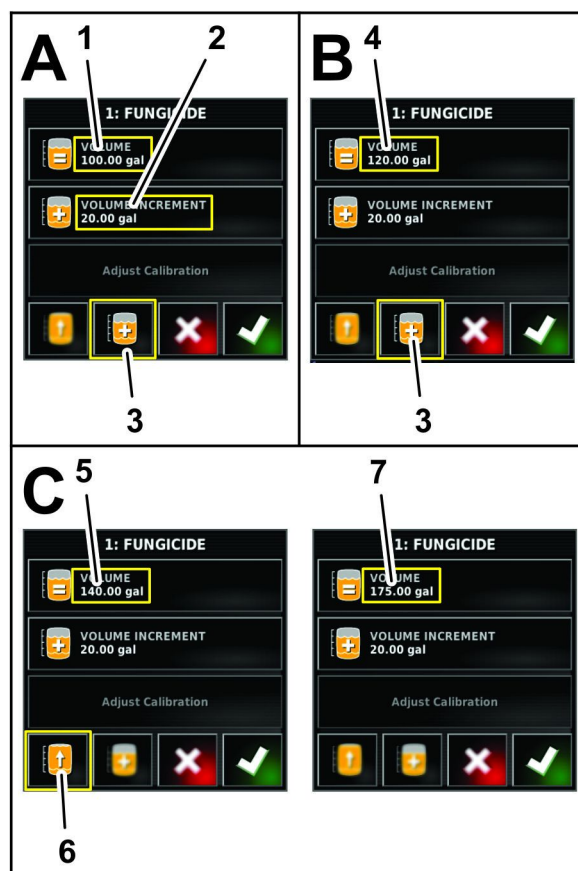 A
1
2
1: FUNGICIDE
VOLUME
100.00 gal
VOLUME INCREMENT
20.00 gal
Adjust Calibration
3
B
4
1: FUNGICIDE
VOLUME
120.00 gal
VOLUME INCREMENT
20.00 gal
Adjust Calibration
3
C
5
1: FUNGICIDE
VOLUME
140.00 gal
VOLUME INCREMENT
20.00 gal
Adjust Calibration
6
7
1: FUNGICIDE
VOLUME
175.00 gal
VOLUME INCREMENT
20.00 gal
Adjust Calibration